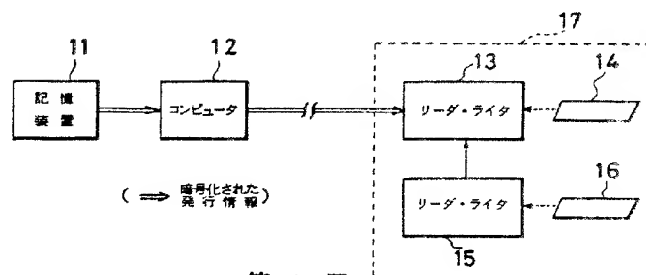 17
11
12
13
14
記憶
装置
コンピュータ
リーダ・ライタ
( ⇒ 暗号化された
発行情報 )
16
リーダ・ライタ
15